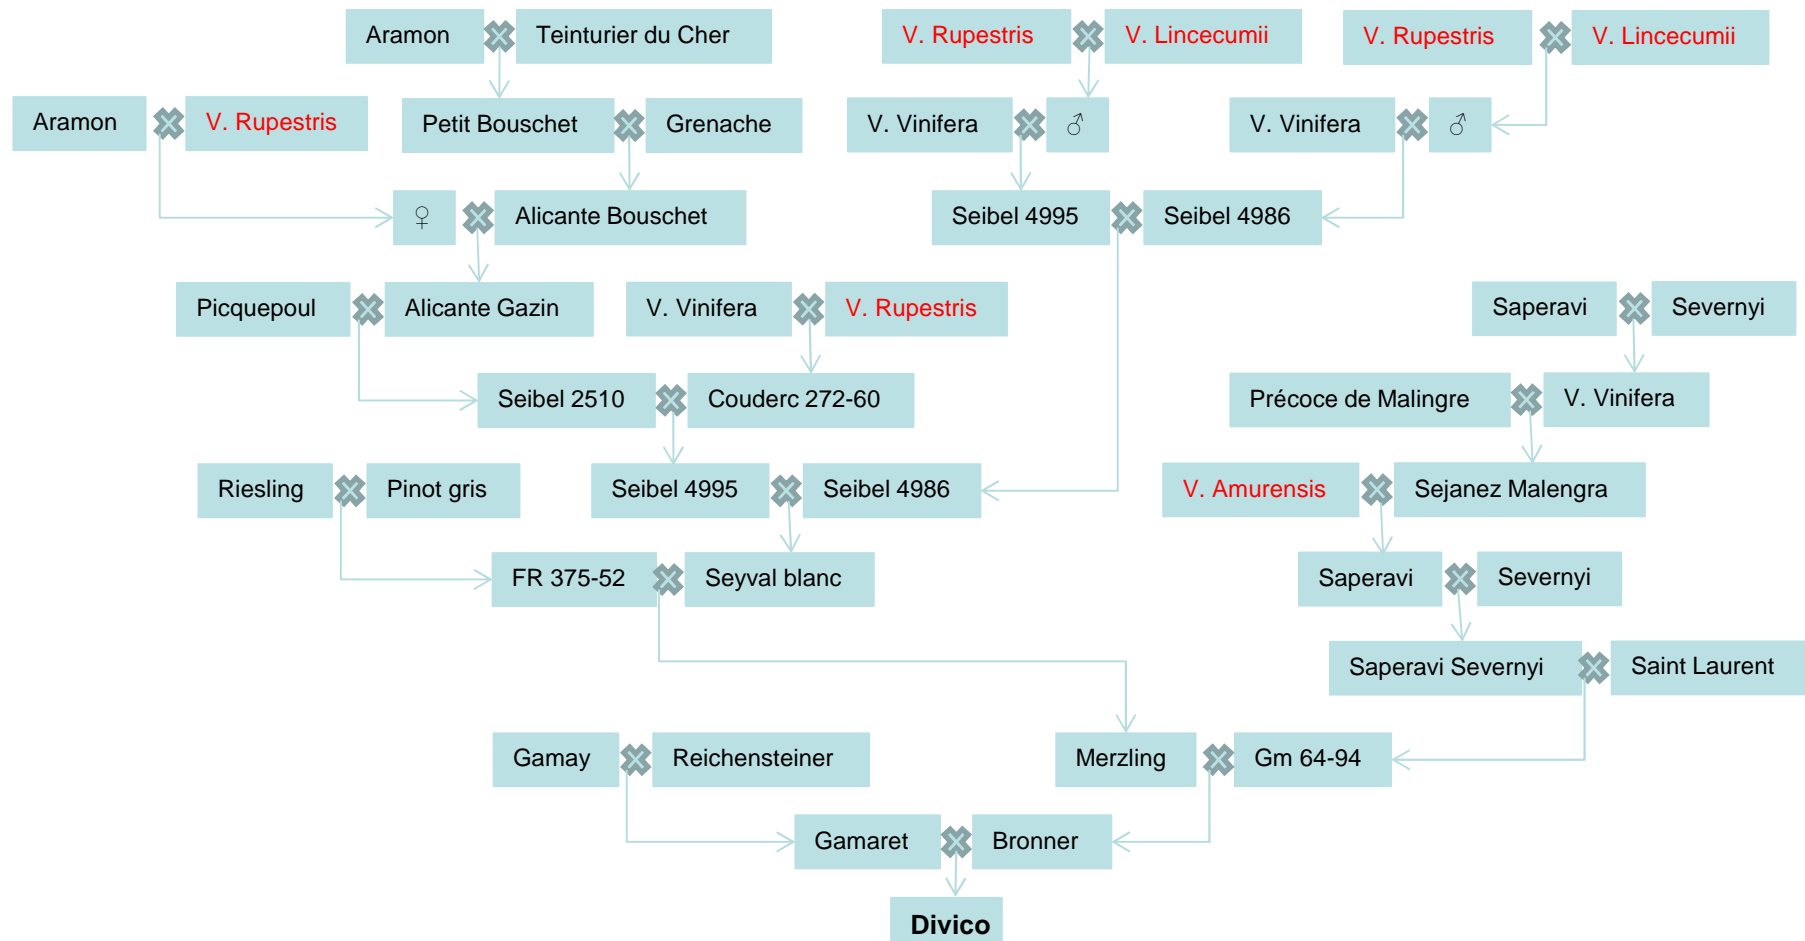 Aramon Teinturier du Cher V. Rupestris V. Lincecumii V. Rupestris V. Lincecumii
Aramon V. Rupestris Petit Bouschet Grenache V. Vinifera ♂ V. Vinifera ♂
♀ Alicante Bouschet Seibel 4995 Seibel 4986
Picquepoul Alicante Gazin V. Vinifera V. Rupestris Saperavi Severnyi
Seibel 2510 Couderc 272-60 Précoce de Malingre V. Vinifera
Riesling Pinot gris Seibel 4995 Seibel 4986 V. Amurensis Sejanez Malengra
FR 375-52 Seyval blanc Saperavi Severnyi
Saperavi Severnyi Saint Laurent
Gamay Reichensteiner Merzling Gm 64-94
Gamaret Bronner
Divico